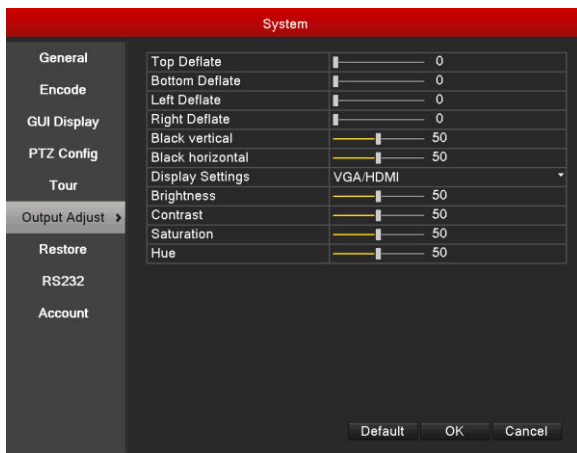 System
General
Encode
GUI Display
PTZ Config
Tour
Output Adjust >
Restore
RS232
Account
Top Deflate 0
Bottom Deflate 0
Left Deflate 0
Right Deflate 0
Black vertical 50
Black horizontal 50
Display Settings VGA/HDMI
Brightness 50
Contrast 50
Saturation 50
Hue 50
Default OK Cancel